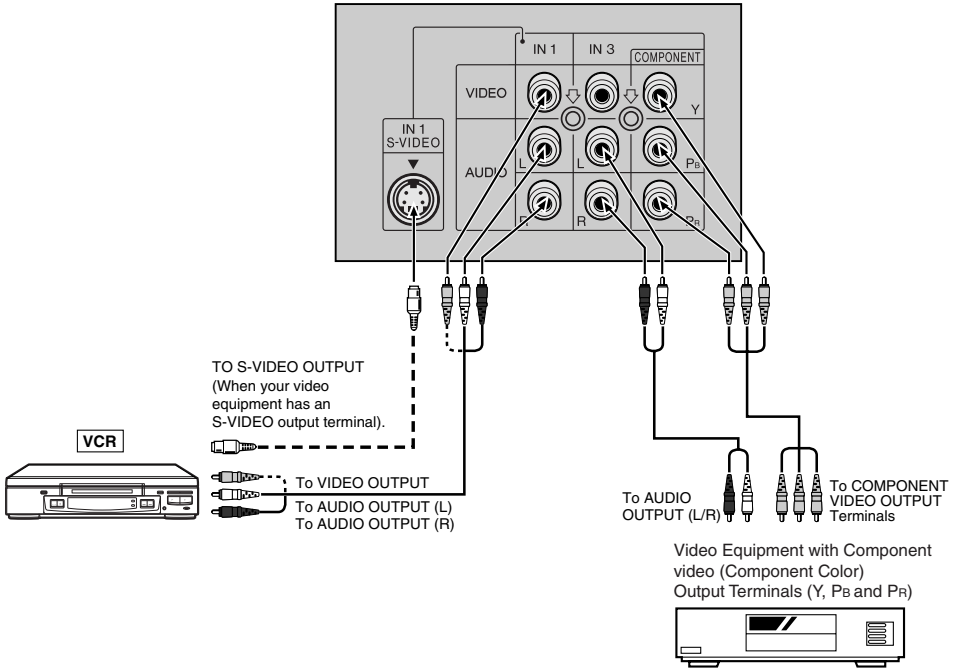 IN 1
IN 3
COMPONENT
VIDEO
Y
IN 1
S-VIDEO
AUDIO
L
L
PB
R
R
PR
TO S-VIDEO OUTPUT
(When your video
equipment has an
S-VIDEO output terminal).
VCR
To VIDEO OUTPUT
To AUDIO OUTPUT (L)
To AUDIO OUTPUT (R)
To AUDIO
OUTPUT (L/R)
To COMPONENT
VIDEO OUTPUT
Terminals
Video Equipment with Component
video (Component Color)
Output Terminals (Y, PB and PR)